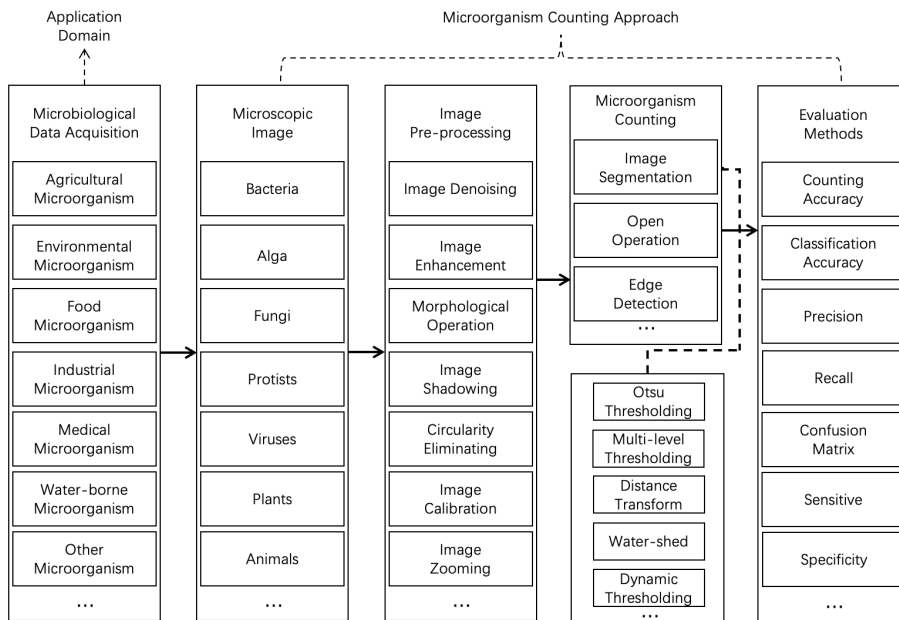 Application
Domain
Microorganism Counting Approach
Microbiological
Data Acquisition
Agricultural
Microorganism
Environmental
Microorganism
Food
Microorganism
Industrial
Microorganism
Medical
Microorganism
Water-borne
Microorganism
Other
Microorganism
...
Microscopic
Image
Bacteria
Alga
Fungi
Protists
Viruses
Plants
Animals
...
Image
Pre-processing
Image Denoising
Image
Enhancement
Morphological
Operation
Image
Shadowing
Circularity
Eliminating
Image
Calibration
Image
Zooming
...
Microorganism
Counting
Image
Segmentation
Open
Operation
Edge
Detection
...
Otsu
Thresholding
Multi-level
Thresholding
Distance
Transform
Water-shed
Dynamic
Thresholding
...
Evaluation
Methods
Counting
Accuracy
Classification
Accuracy
Precision
Recall
Confusion
Matrix
Sensitive
Specificity
...